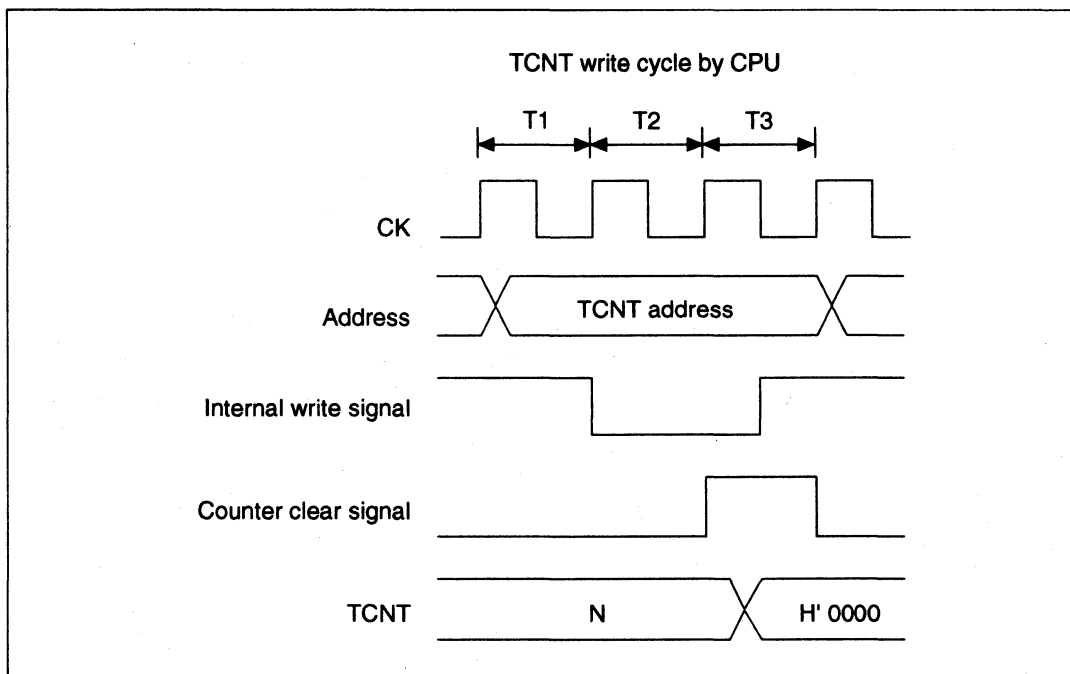 TCNT write cycle by CPU
T1 T2 T3
CK
Address TCNT address
Internal write signal
Counter clear signal
TCNT N H' 0000